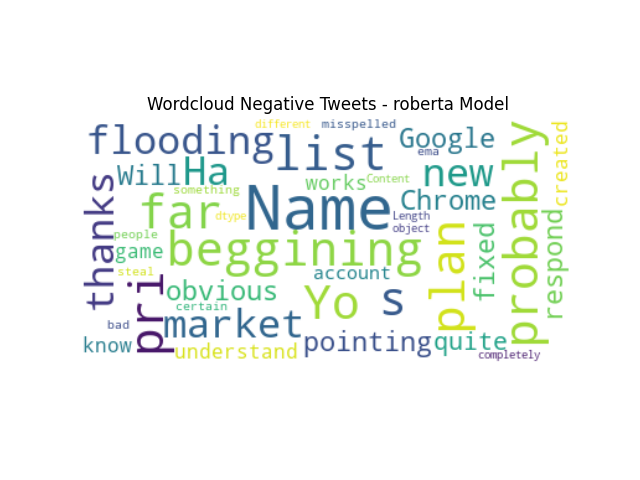 Wordcloud Negative Tweets - roberta Model
different misspelled
flooding list Google
ema
Will Ha new
works Content
something
Name Chrome
thanks far dtype Length
object
people
game beggining
plan fixed probably created
respond
steal account
pri obvious Yo s
certain
bad market
know understand pointing quite
completely